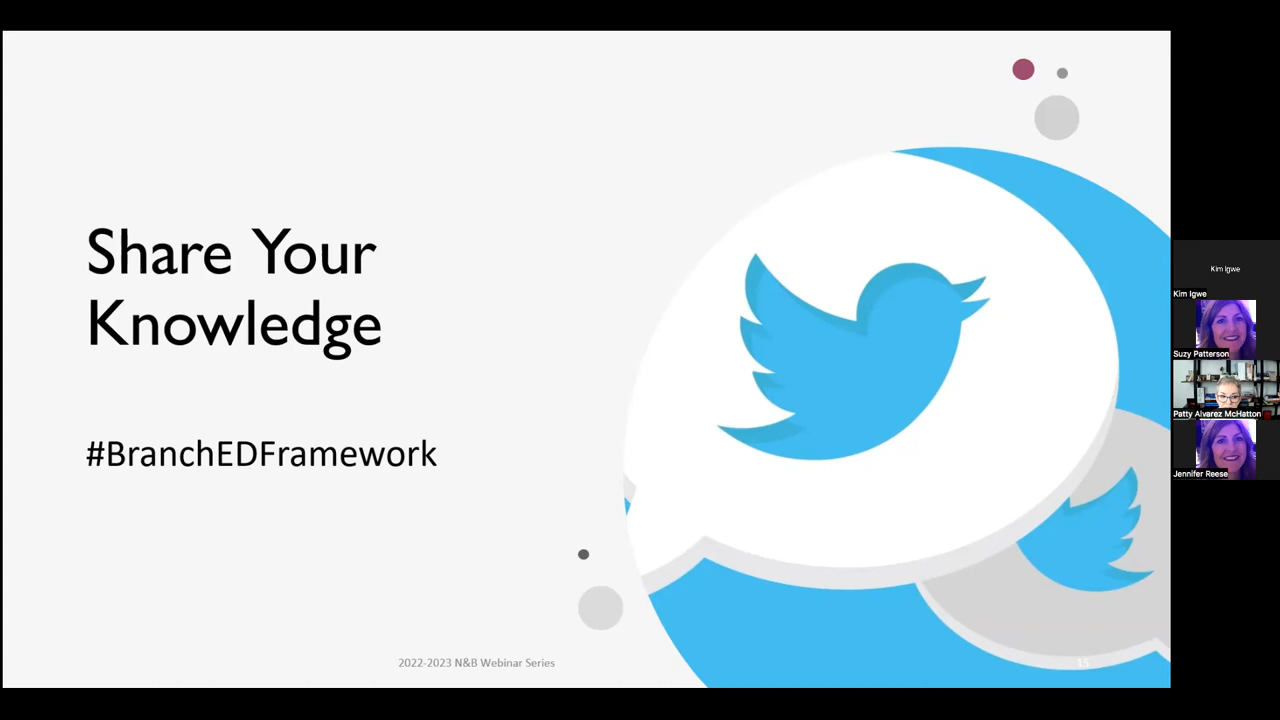 Share Your
Knowledge
#BranchEDFramework
2022-2023 N&B Webinar Series
15
Kim Igwe
Kim Igwe
Suzy Patterson
Patty Alvarez McHatton
Jennifer Reese